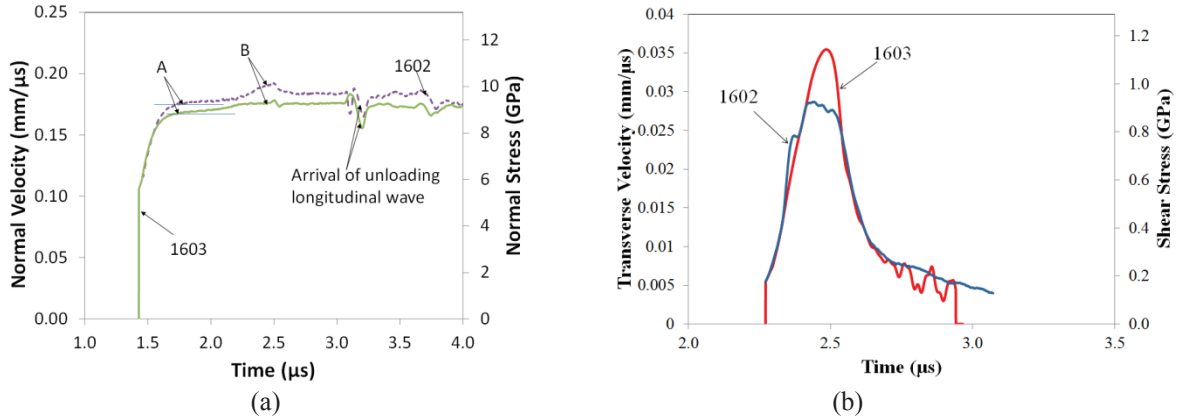 0.25
0.20
0.15
0.10
0.05
0.00
Normal Velocity (mm/μs)
A
B
1602
Arrival of unloading
longitudinal wave
1603
12
10
8
6
4
2
0
Normal Stress (GPa)
1.0 1.5 2.0 2.5 3.0 3.5 4.0
Time (μs)
(a)
0.04
0.035
0.03
0.025
0.02
0.015
0.01
0.005
0
Transverse Velocity (mm/μs)
1602
1603
1.2
1.0
0.8
0.6
0.4
0.2
0.0
Shear Stress (GPa)
2.0 2.5 3.0 3.5
Time (μs)
(b)